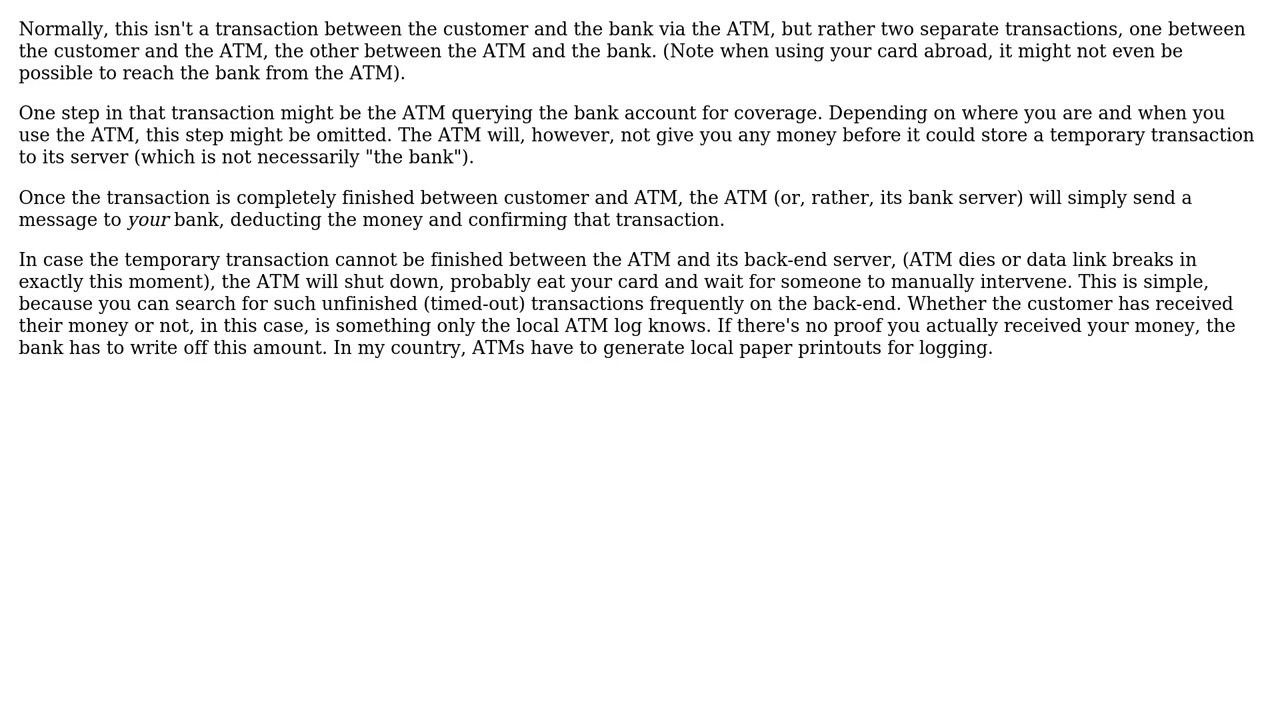 Normally, this isn't a transaction between the customer and the bank via the ATM, but rather two separate transactions, one between
the customer and the ATM, the other between the ATM and the bank. (Note when using your card abroad, it might not even be
possible to reach the bank from the ATM).
One step in that transaction might be the ATM querying the bank account for coverage. Depending on where you are and when you
use the ATM, this step might be omitted. The ATM will, however, not give you any money before it could store a temporary transaction
to its server (which is not necessarily "the bank").
Once the transaction is completely finished between customer and ATM, the ATM (or, rather, its bank server) will simply send a
message to your bank, deducting the money and confirming that transaction.
In case the temporary transaction cannot be finished between the ATM and its back-end server, (ATM dies or data link breaks in
exactly this moment), the ATM will shut down, probably eat your card and wait for someone to manually intervene. This is simple,
because you can search for such unfinished (timed-out) transactions frequently on the back-end. Whether the customer has received
their money or not, in this case, is something only the local ATM log knows. If there's no proof you actually received your money, the
bank has to write off this amount. In my country, ATMs have to generate local paper printouts for logging.